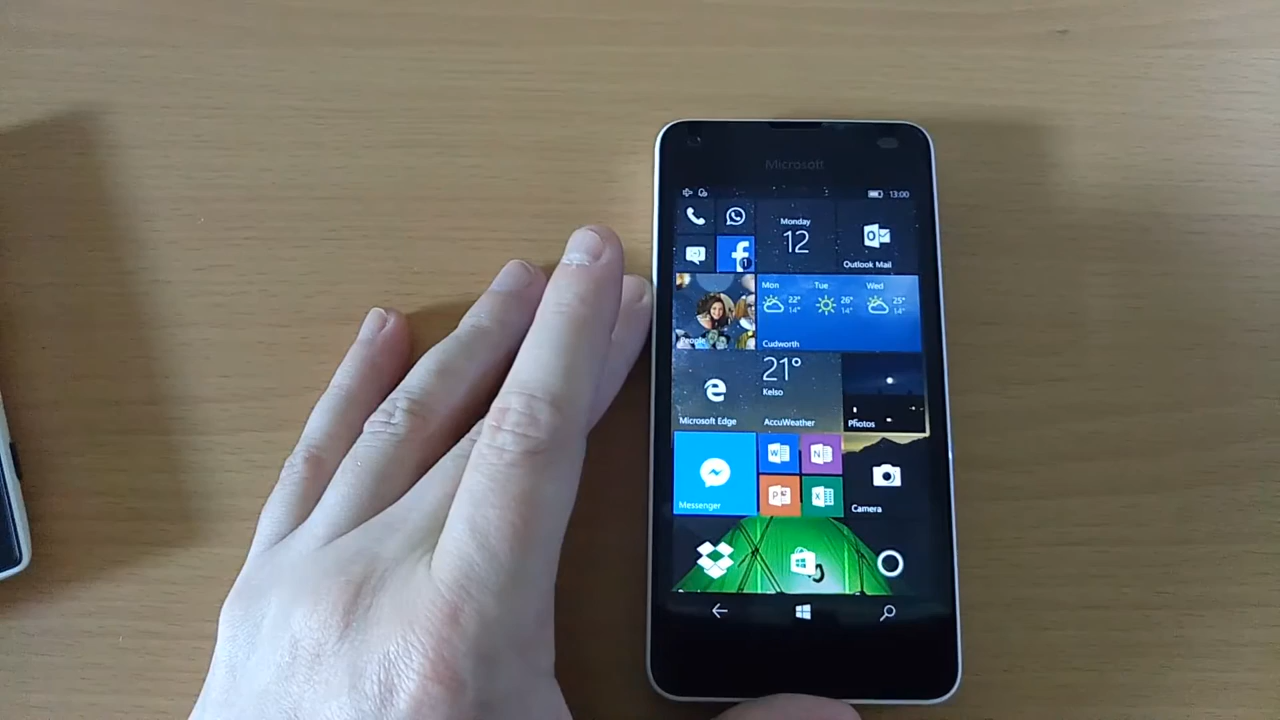 Microsoft
13:00
Monday
12
Outlook Mail
1
People
Mon Tue Wed
22° 26° 25°
14° 14° 14°
Cudworth
Microsoft Edge
21°
Kelso
AccuWeather
Photos
Messenger
Camera